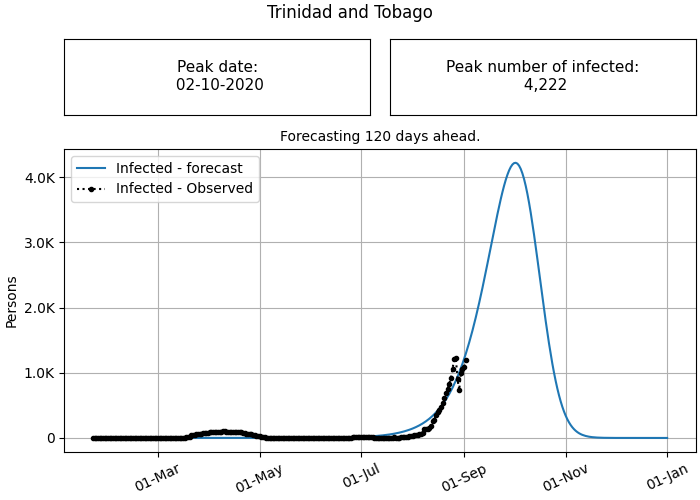 Trinidad and Tobago
Peak date:
02-10-2020
Peak number of infected:
4,222
Forecasting 120 days ahead.
Infected - forecast
Infected - Observed
4.0K
3.0K
2.0K
1.0K
0
Persons
01-Mar
01-May
01-Jul
01-Sep
01-Nov
01-Jan